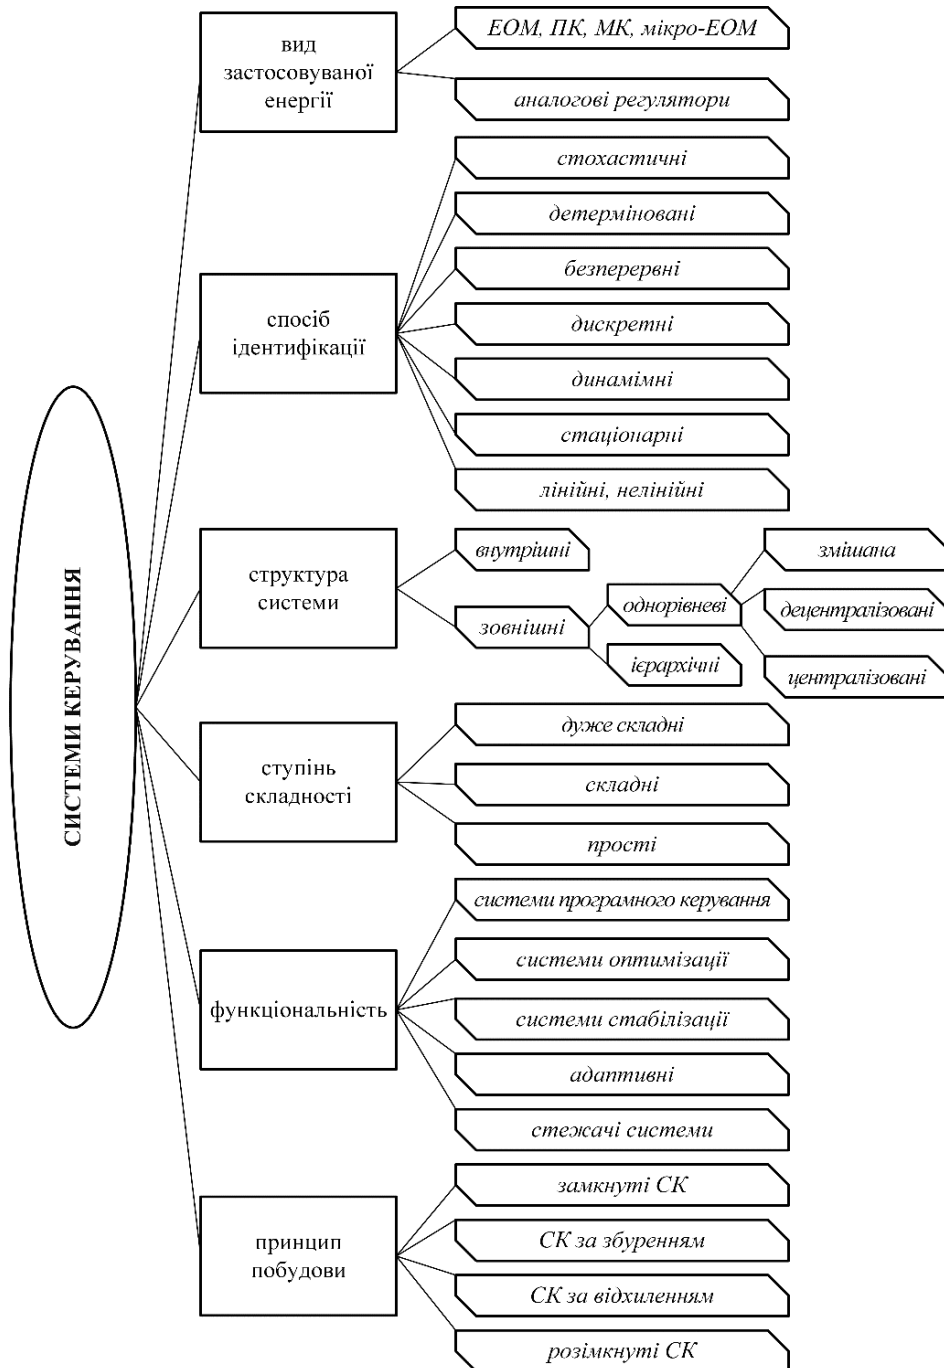 СИСТЕМИ КЕРУВАННЯ
вид
застосовуваної
енергії
ЕОМ, ПК, МК, мікро-ЕОМ
аналогові регулятори
спосіб
ідентифікації
стохастичні
детерміновані
безперервні
дискретні
динамімні
стаціонарні
лінійні, нелінійні
структура
системи
внутрішні
зовнішні
однорівневі
змішана
децентралізовані
централізовані
ієрархічні
ступінь
складності
дуже складні
складні
прості
функціональність
системи програмного керування
системи оптимізації
системи стабілізації
адаптивні
стежачі системи
принцип
побудови
замкнуті СК
СК за збуренням
СК за відхиленням
розімкнуті СК